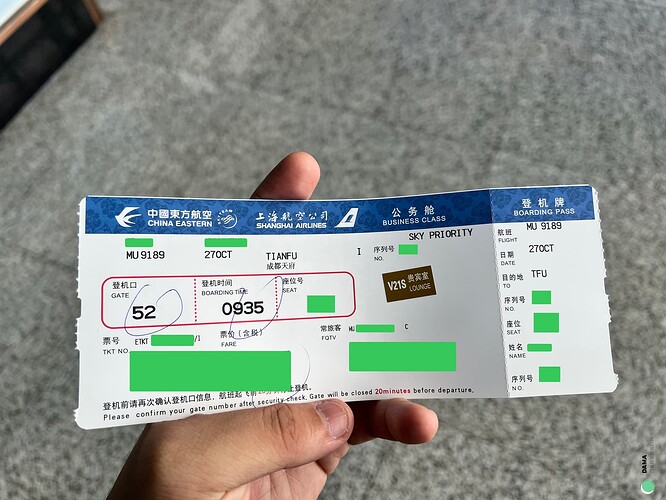 中國東方航空
CHINA EASTERN
上海航空公司
SHANGHAI AIRLINES
公务舱
BUSINESS CLASS
登机牌
BOARDING PASS
MU 9189
27OCT
TIANFU
成都天府
I
序列号
NO.
SKY PRIORITY
登机口
GATE
52
登机时间
BOARDING TIME
0935
座位号
SEAT
V21S 贵宾室
LOUNGE
票号
TKT NO.
ETKT
/1
票价(含税)
FARE
常旅客
FQTV
MU
C
登机前请再次确认登机口信息，航班起飞前
Please confirm your gate number after security check. Gate will be closed 20minutes before departure.
航班
FLIGHT
MU 9189
日期
DATE
27OCT
目的地
TO
TFU
序列号
NO.
座位
SEAT
姓名
NAME
序列号
NO.
DAMA